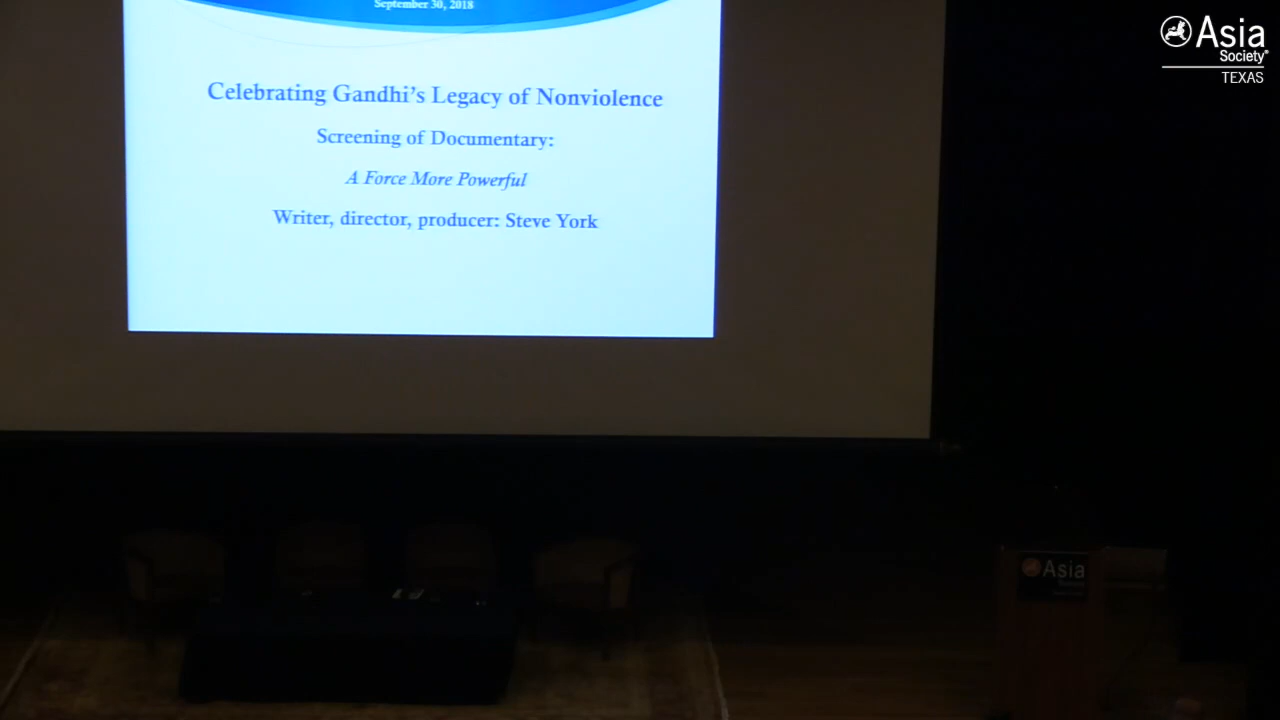 September 30, 2018
Celebrating Gandhi's Legacy of Nonviolence
Screening of Documentary:
A Force More Powerful
Writer, director, producer: Steve York
Asia
Society®
TEXAS
Asia